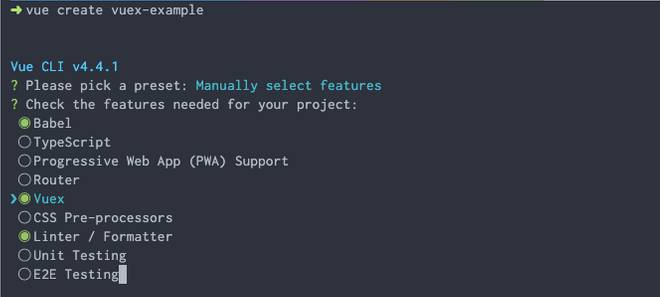 ➜ vue create vuex-example
Vue CLI v4.4.1
? Please pick a preset: Manually select features
? Check the features needed for your project:
◉ Babel
◯ TypeScript
◯ Progressive Web App (PWA) Support
◯ Router
❯◉ Vuex
◯ CSS Pre-processors
◉ Linter / Formatter
◯ Unit Testing
◯ E2E Testing